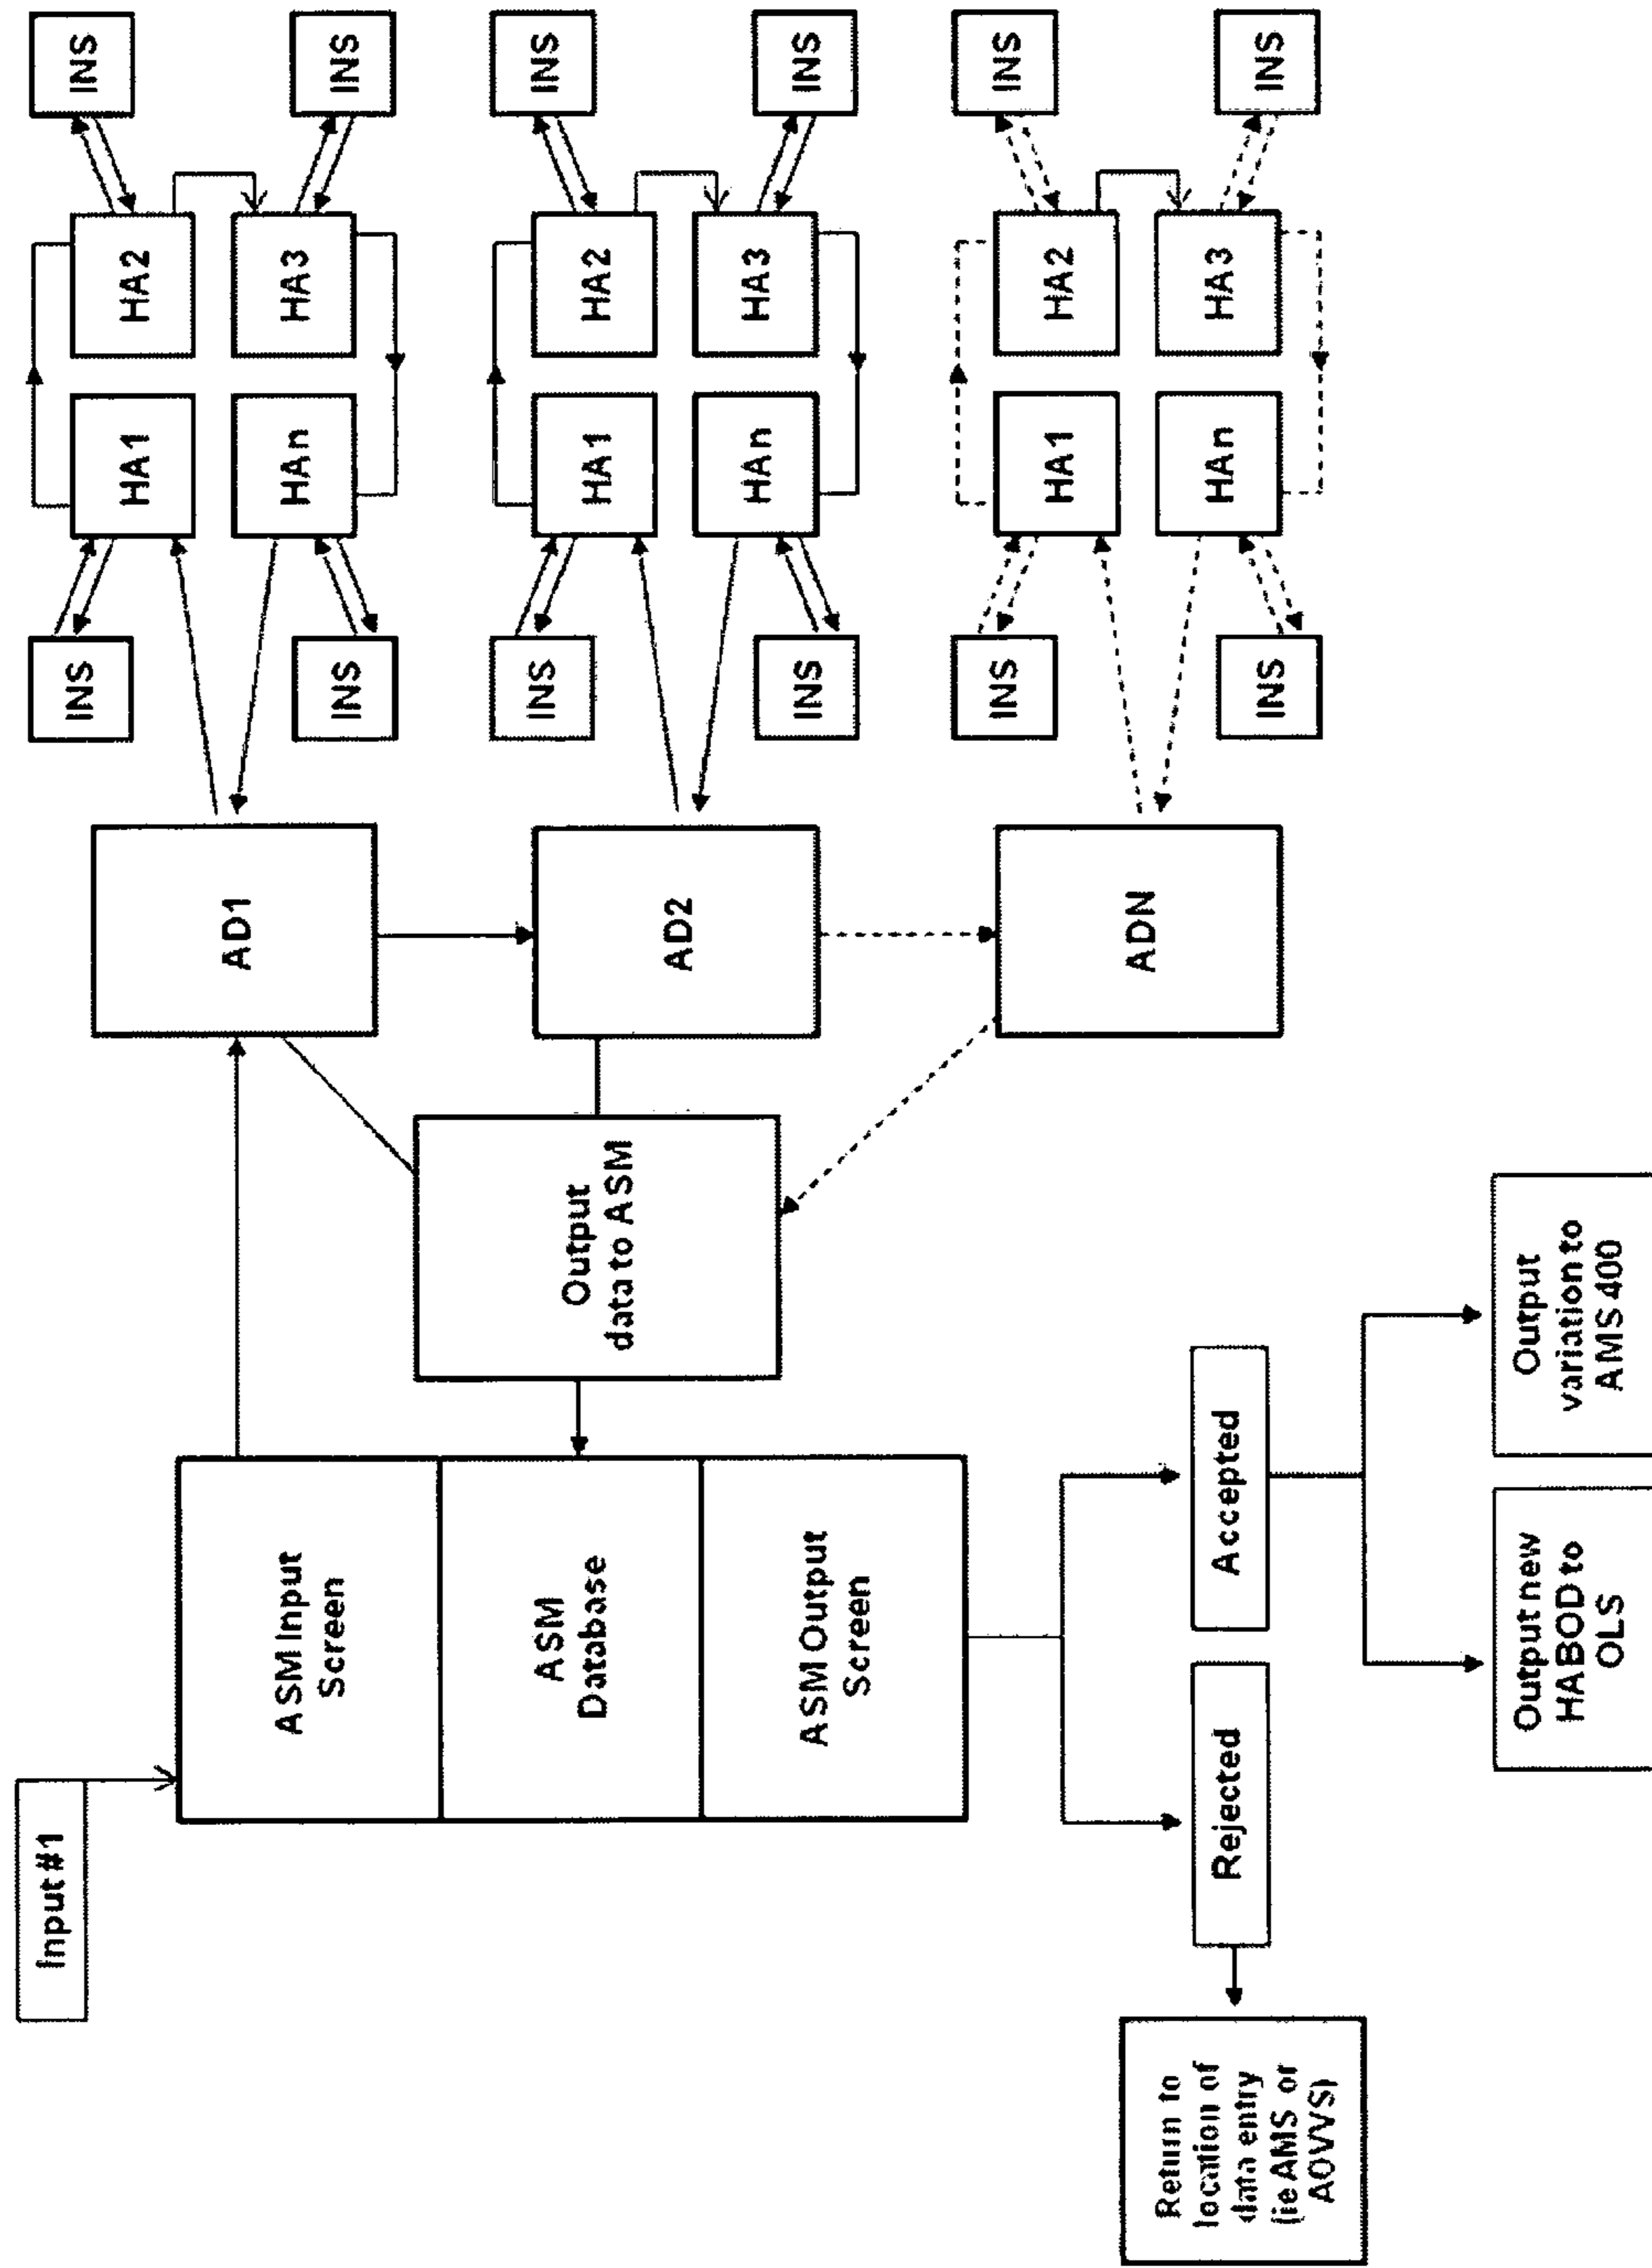 Input #1
ASM Input
Screen
ASM
Database
ASM Output
Screen
Output
data to ASM
AD1
INS
INS
HA1
HA2
HAn
HA3
INS
INS
AD2
INS
INS
HA1
HA2
HAn
HA3
INS
INS
ADN
INS
INS
HA1
HA2
HAn
HA3
INS
INS
Rejected
Accepted
Return to
location of
data entry
(ie AMS or
AOVVS)
Output new
HABOD to
OLS
Output
variation to
AMS 400